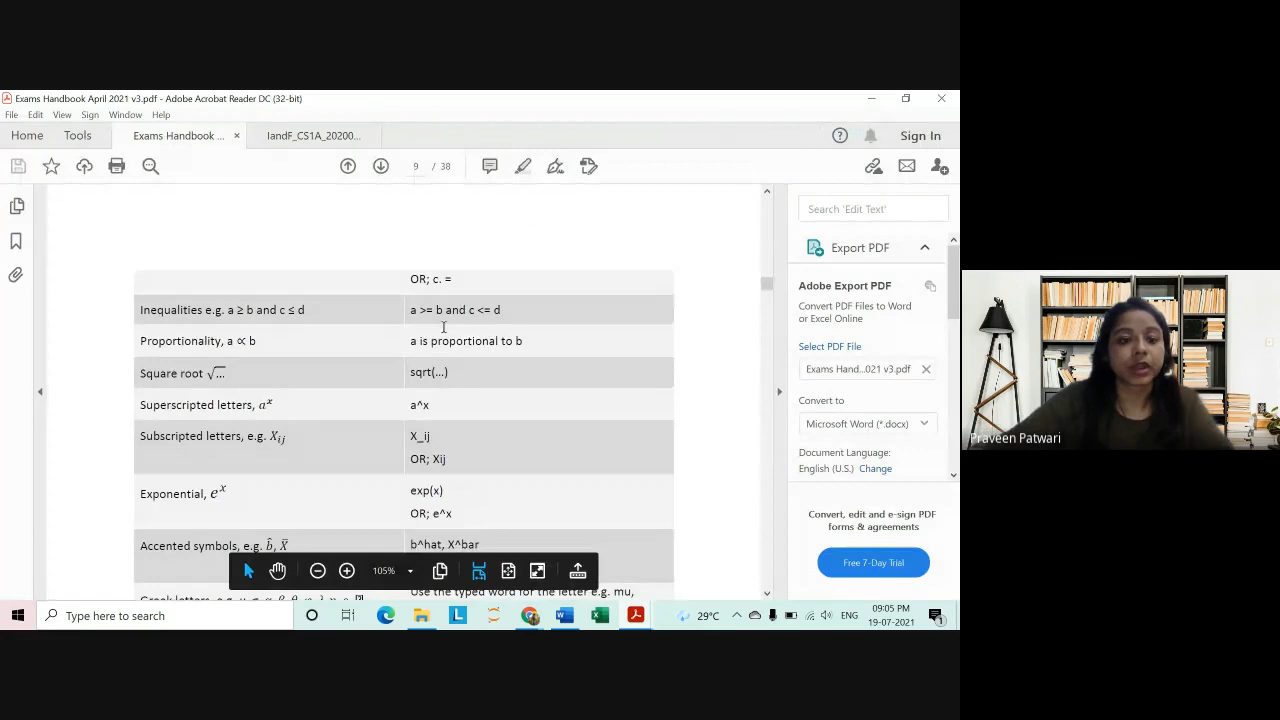 Exams Handbook April 2021 v3.pdf - Adobe Acrobat Reader DC (32-bit)
File Edit View Sign Window Help
Home Tools Exams Handbook ... × IandF_CS1A_20200... Sign In
9 / 38
Search 'Edit Text'
Export PDF
Adobe Export PDF
Convert PDF Files to Word
or Excel Online
Select PDF File
Exams Hand...021 v3.pdf
Convert to
Microsoft Word (*.docx)
Document Language:
English (U.S.) Change
Convert, edit and e-sign PDF
forms & agreements
Free 7-Day Trial
OR; c. =
Inequalities e.g. a ≥ b and c ≤ d a >= b and c <= d
Proportionality, a ∝ b a is proportional to b
Square root √... sqrt(...)
Superscripted letters, a^x a^x
Subscripted letters, e.g. X_ij X_ij
OR; Xij
Exponential, e^x exp(x)
OR; e^x
Accented symbols, e.g. b̂, X̄ b^hat, X^bar
Use the typed word for the letter e.g. mu,
105%
Praveen Patwari
Type here to search
29°C ENG 09:05 PM
19-07-2021